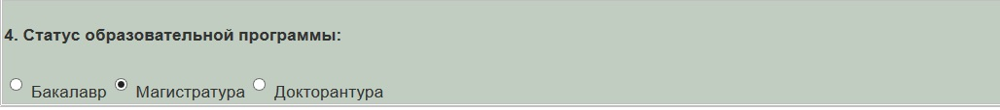 4. Статус образовательной программы:
Бакалавр Магистратура Докторантура